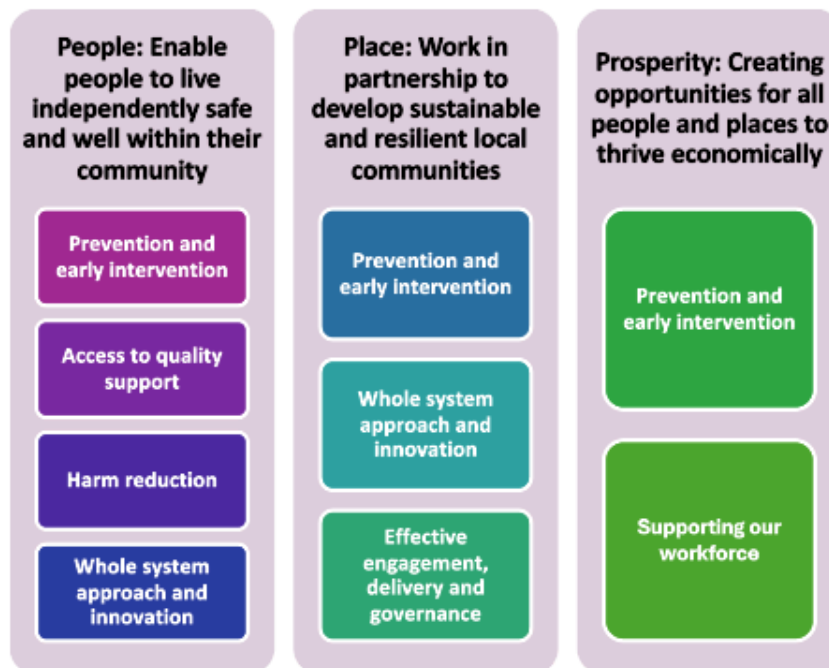 People: Enable
people to live
independently safe
and well within their
community
Prevention and
early intervention
Access to quality
support
Harm reduction
Whole system
approach and
innovation
Place: Work in
partnership to
develop sustainable
and resilient local
communities
Prevention and
early intervention
Whole system
approach and
innovation
Effective
engagement,
delivery and
governance
Prosperity: Creating
opportunities for all
people and places to
thrive economically
Prevention and
early intervention
Supporting our
workforce